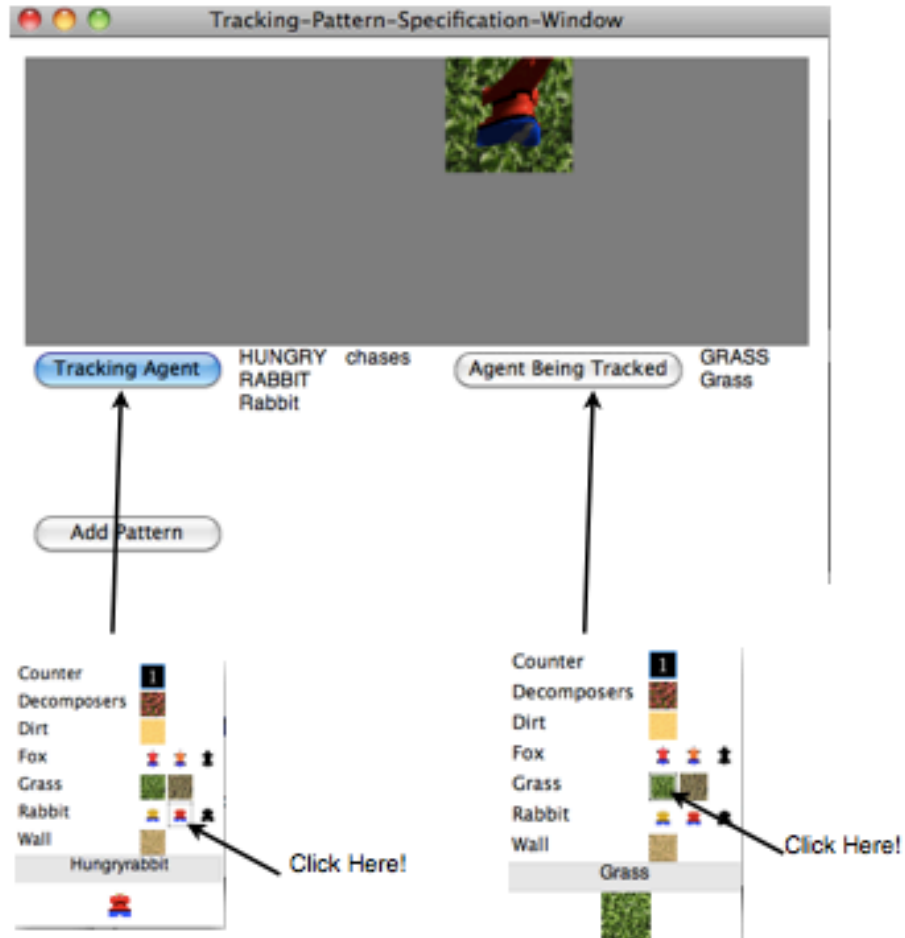 Tracking-Pattern-Specification-Window
Tracking Agent
HUNGRY chases
RABBIT
Rabbit
Agent Being Tracked
GRASS
Grass
Add Pattern
Counter 1
Decomposers
Dirt
Fox
Grass
Rabbit
Wall
Hungryrabbit
Click Here!
Counter 1
Decomposers
Dirt
Fox
Grass
Rabbit
Wall
Grass
Click Here!